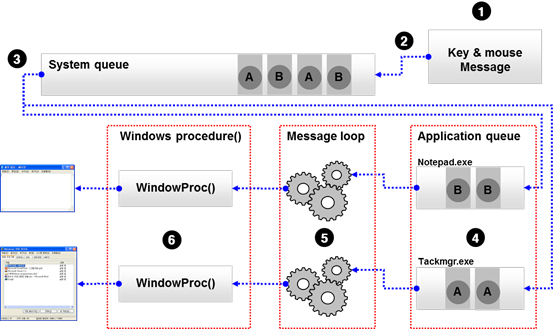 1
2
Key & mouse
Message
3
System queue
A B A B
Windows procedure()
Message loop
Application queue
Notepad.exe
WindowProc()
B B
6
5
4
Tackmgr.exe
WindowProc()
A A